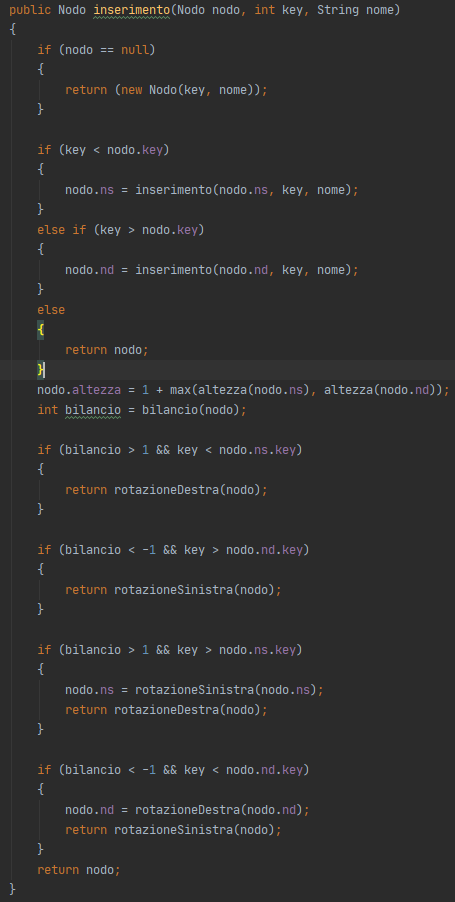 public Nodo inserimento(Nodo nodo, int key, String nome)
{
    if (nodo == null)
    {
        return (new Nodo(key, nome));
    }

    if (key < nodo.key)
    {
        nodo.ns = inserimento(nodo.ns, key, nome);
    }
    else if (key > nodo.key)
    {
        nodo.nd = inserimento(nodo.nd, key, nome);
    }
    else
    {
        return nodo;
    }
    nodo.altezza = 1 + max(altezza(nodo.ns), altezza(nodo.nd));
    int bilancio = bilancio(nodo);

    if (bilancio > 1 && key < nodo.ns.key)
    {
        return rotazioneDestra(nodo);
    }

    if (bilancio < -1 && key > nodo.nd.key)
    {
        return rotazioneSinistra(nodo);
    }

    if (bilancio > 1 && key > nodo.ns.key)
    {
        nodo.ns = rotazioneSinistra(nodo.ns);
        return rotazioneDestra(nodo);
    }

    if (bilancio < -1 && key < nodo.nd.key)
    {
        nodo.nd = rotazioneDestra(nodo.nd);
        return rotazioneSinistra(nodo);
    }
    return nodo;
}